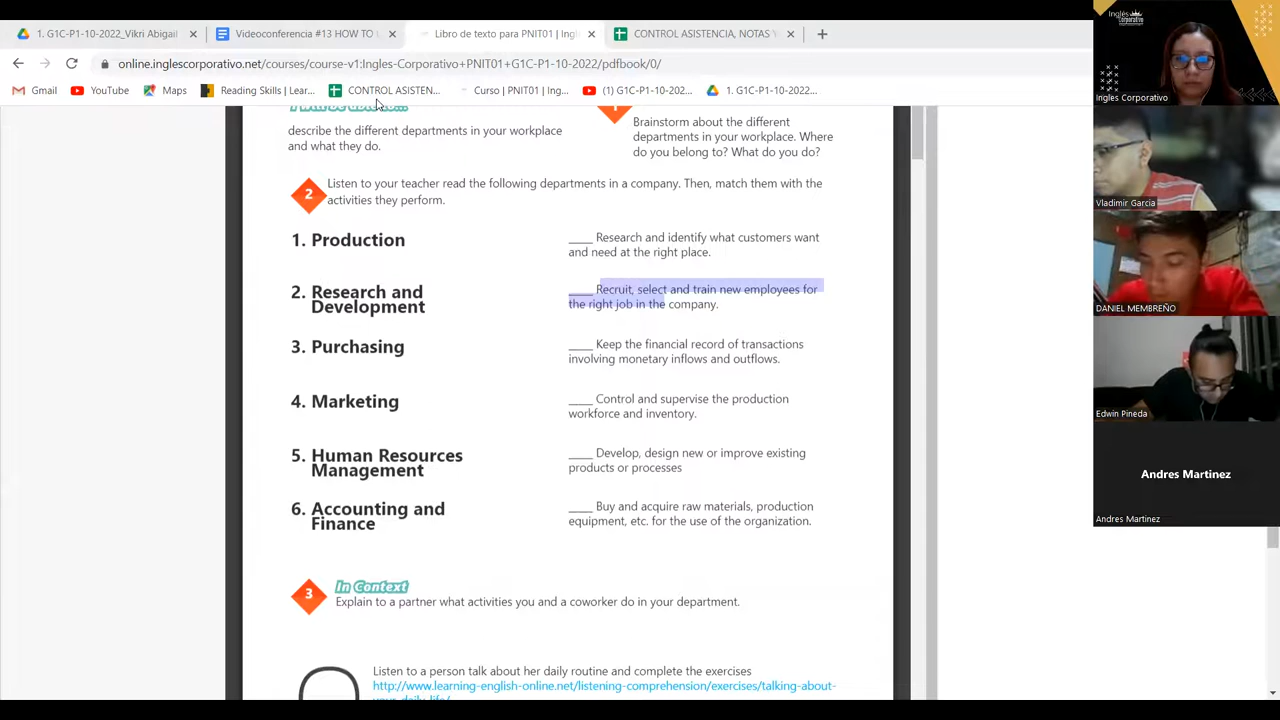 1. G1C-P1-10-2022_Vikri Abigail
Videoconferencia #13 HOW TO
Libro de texto para PNIT01 | Ingl
CONTROL ASISTENCIA, NOTAS Y
online.inglescorporativo.net/courses/course-v1:Ingles-Corporativo+PNIT01+G1C-P1-10-2022/pdfbook/0/
Gmail
YouTube
Maps
Reading Skills | Lear...
CONTROL ASISTEN...
Curso | PNIT01 | Ing...
(1) G1C-P1-10-202...
1. G1C-P1-10-2022...
describe the different departments in your workplace
and what they do.
1
Brainstorm about the different
departments in your workplace. Where
do you belong to? What do you do?
2
Listen to your teacher read the following departments in a company. Then, match them with the
activities they perform.
1. Production
____ Research and identify what customers want
and need at the right place.
2. Research and
Development
____ Recruit, select and train new employees for
the right job in the company.
3. Purchasing
____ Keep the financial record of transactions
involving monetary inflows and outflows.
4. Marketing
____ Control and supervise the production
workforce and inventory.
5. Human Resources
Management
____ Develop, design new or improve existing
products or processes
6. Accounting and
Finance
____ Buy and acquire raw materials, production
equipment, etc. for the use of the organization.
3
In Context
Explain to a partner what activities you and a coworker do in your department.
Listen to a person talk about her daily routine and complete the exercises
http://www.learning-english-online.net/listening-comprehension/exercises/talking-about-
your-daily-life/
Inglés
Corporativo
Ingles Corporativo
Vladimir Garcia
DANIEL MEMBREÑO
Edwin Pineda
Andres Martinez
Andres Martinez